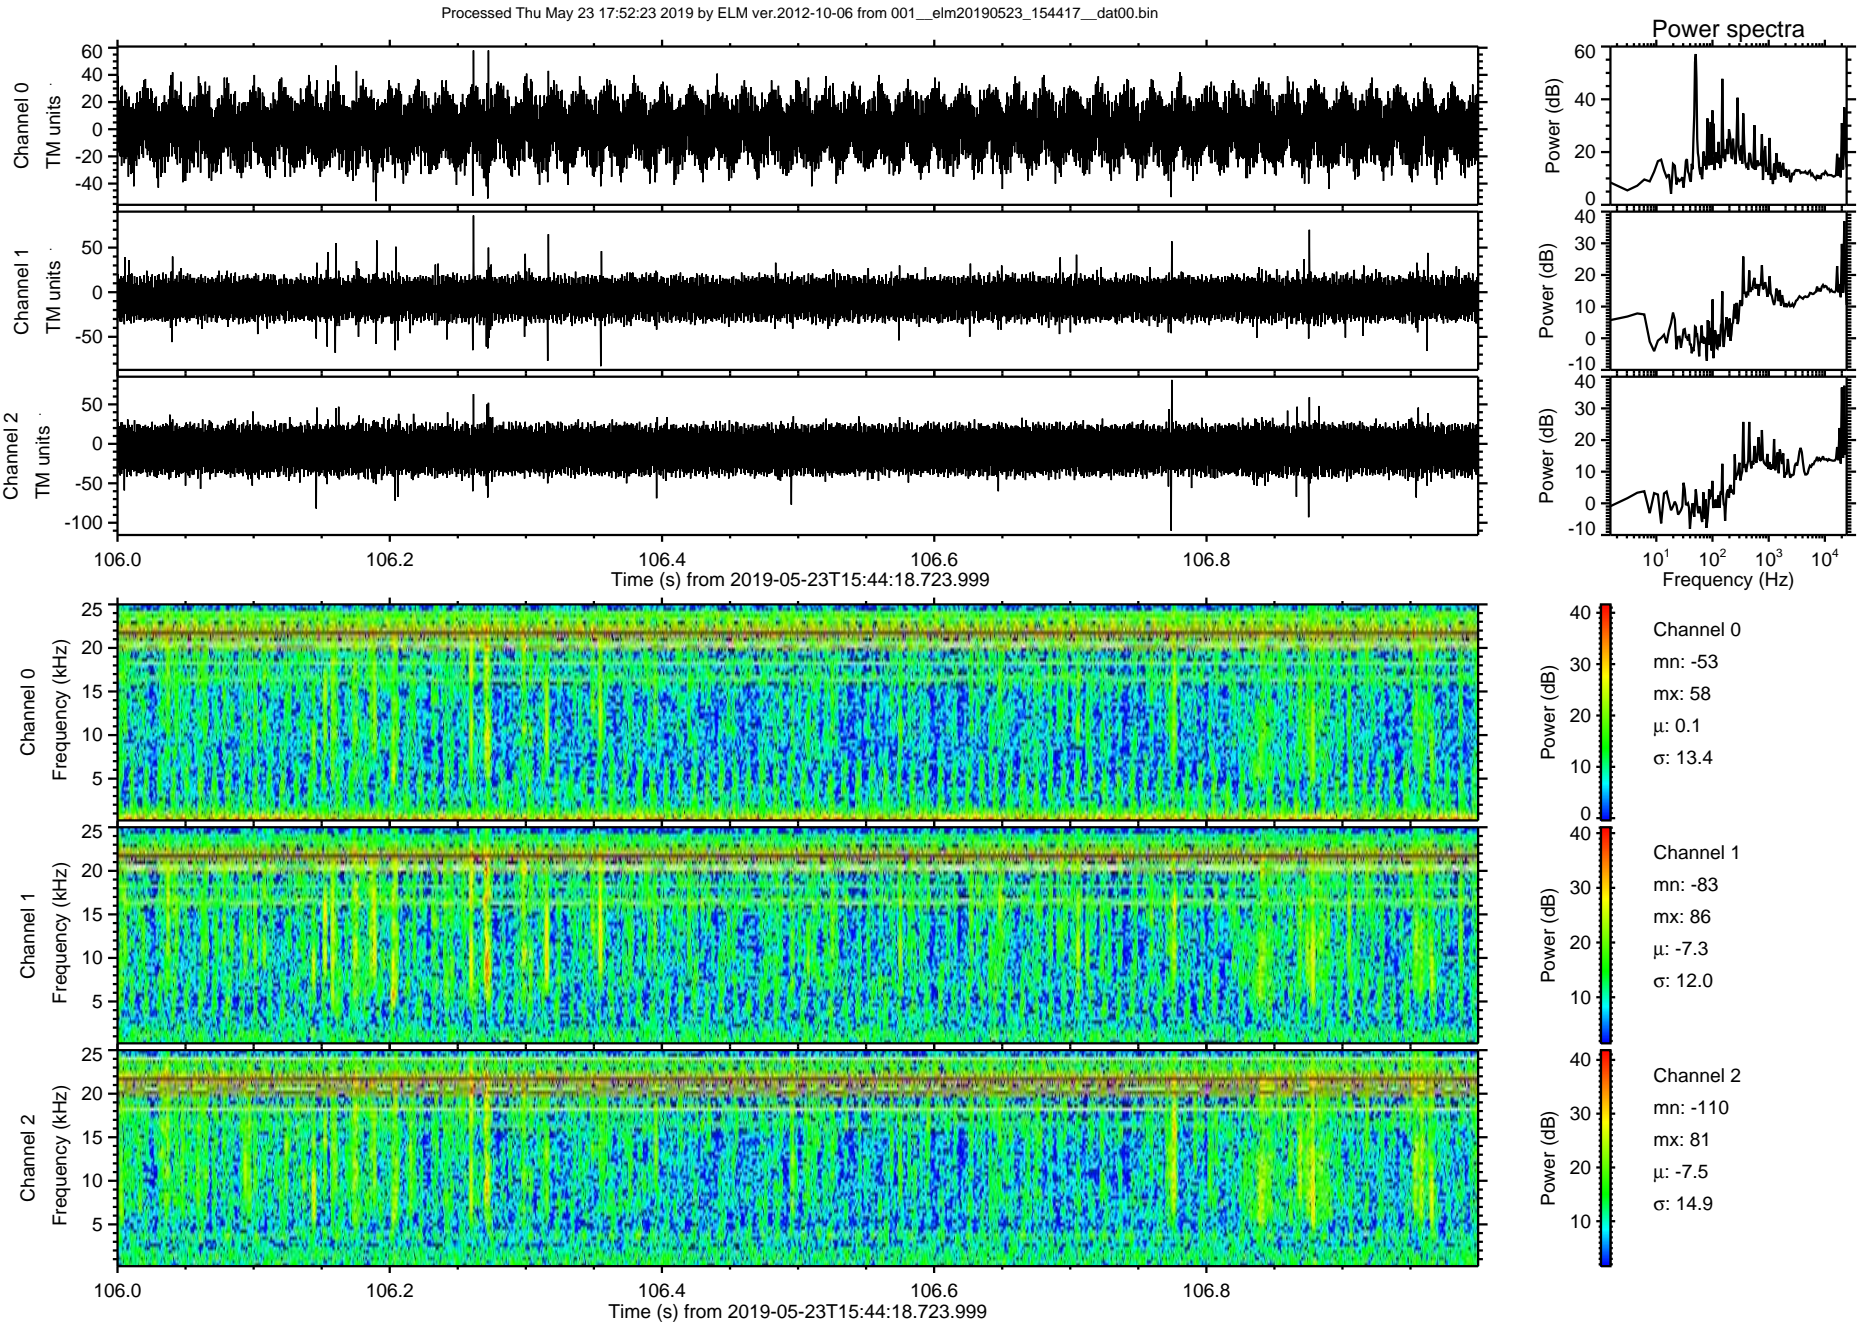 Processed Thu May 23 17:52:23 2019 by ELM ver.2012-10-06 from 001__elm20190523_154417__dat00.bin
Power spectra
Channel 0
TM units
60
40
20
0
-20
-40
Power (dB)
60
40
20
0
Channel 1
TM units
50
0
-50
Power (dB)
40
30
20
10
0
-10
Channel 2
TM units
50
0
-50
-100
Power (dB)
40
30
20
10
0
-10
106.0 106.2 106.4 106.6 106.8
Time (s) from 2019-05-23T15:44:18.723.999
10¹ 10² 10³ 10⁴
Frequency (Hz)
Channel 0
Frequency (kHz)
25
20
15
10
5
Power (dB)
40
30
20
10
0
Channel 0
mn: -53
mx: 58
μ: 0.1
σ: 13.4
Channel 1
Frequency (kHz)
25
20
15
10
5
Power (dB)
40
30
20
10
Channel 1
mn: -83
mx: 86
μ: -7.3
σ: 12.0
Channel 2
Frequency (kHz)
25
20
15
10
5
Power (dB)
40
30
20
10
Channel 2
mn: -110
mx: 81
μ: -7.5
σ: 14.9
106.0 106.2 106.4 106.6 106.8
Time (s) from 2019-05-23T15:44:18.723.999